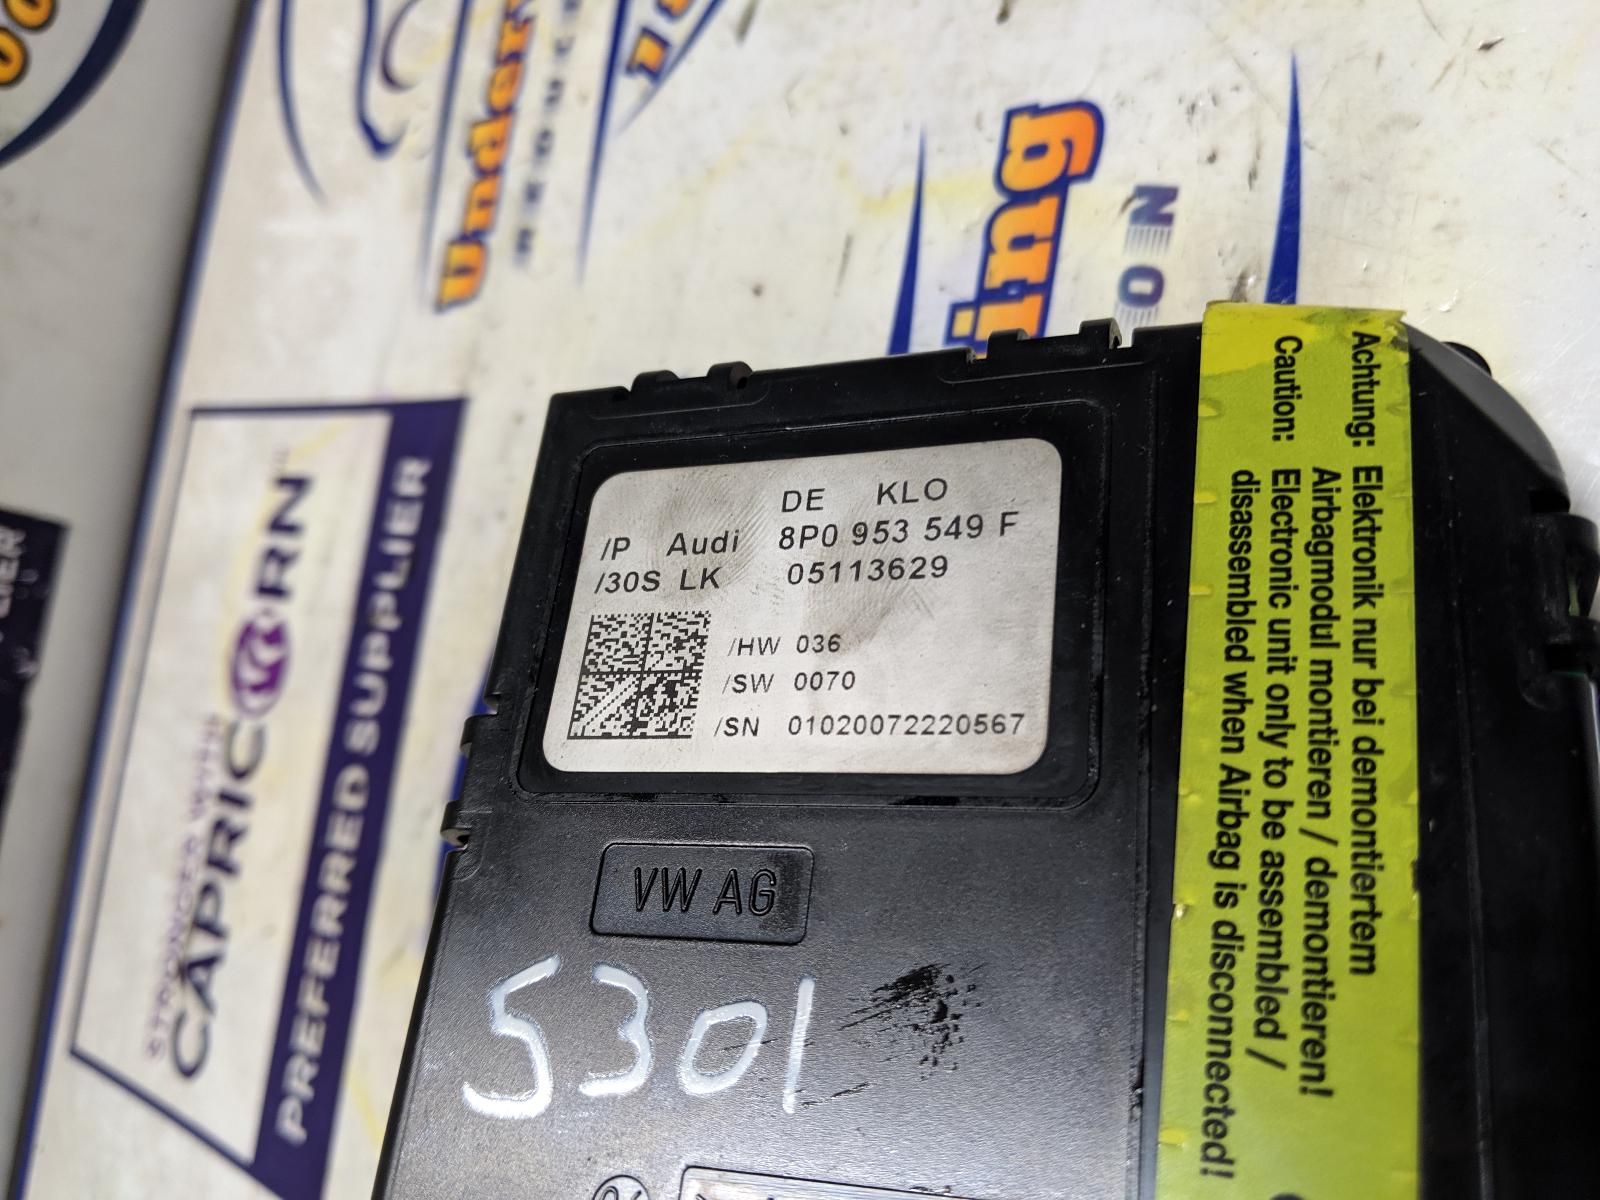 DE KLO
/P Audi 8P0 953 549 F
/30S LK 05113629
/HW 036
/SW 0070
/SN 01020072220567
VW AG
5301
Achtung: Elektronik nur bei demontiertem
Airbagmodul montieren / demontieren!
Caution: Electronic unit only to be assembled /
disassembled when Airbag is disconnected!
CAPRICORN
PREFERRED SUPPLIER
ing
NO